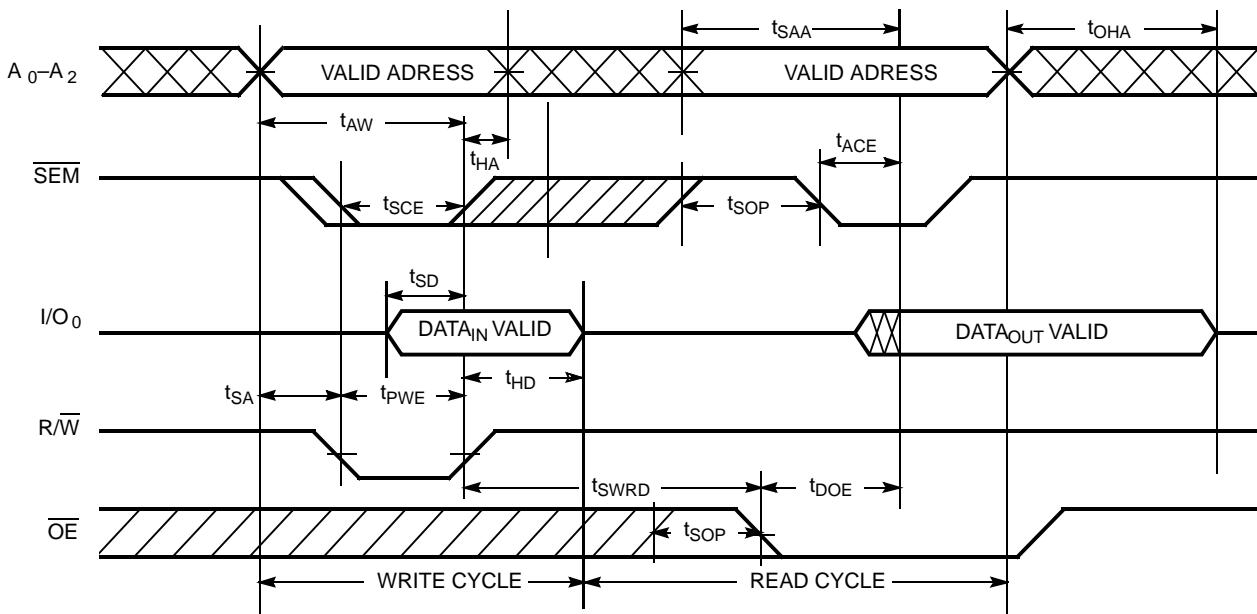 tSAA
tOHA
A0–A2
VALID ADRESS
VALID ADRESS
tAW
tHA
tACE
SEM
tSCE
tSOP
tSD
I/O0
DATAIN VALID
DATAOUT VALID
tSA
tPWE
tHD
R/W
tSWRD
tDOE
OE
tSOP
WRITE CYCLE
READ CYCLE